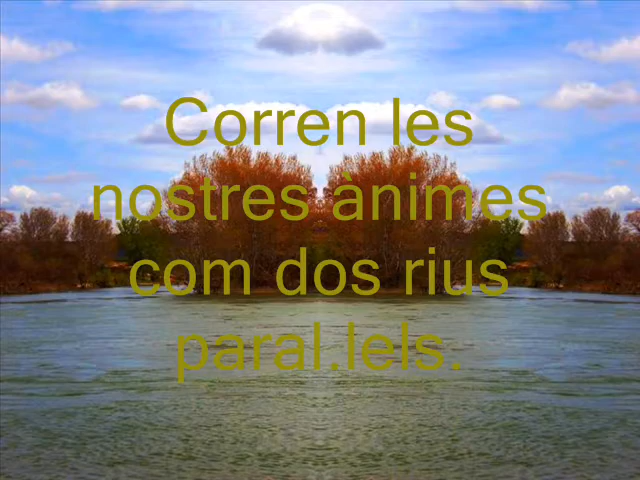 Corren les
nostres ànimes
com dos rius
paral.lels.